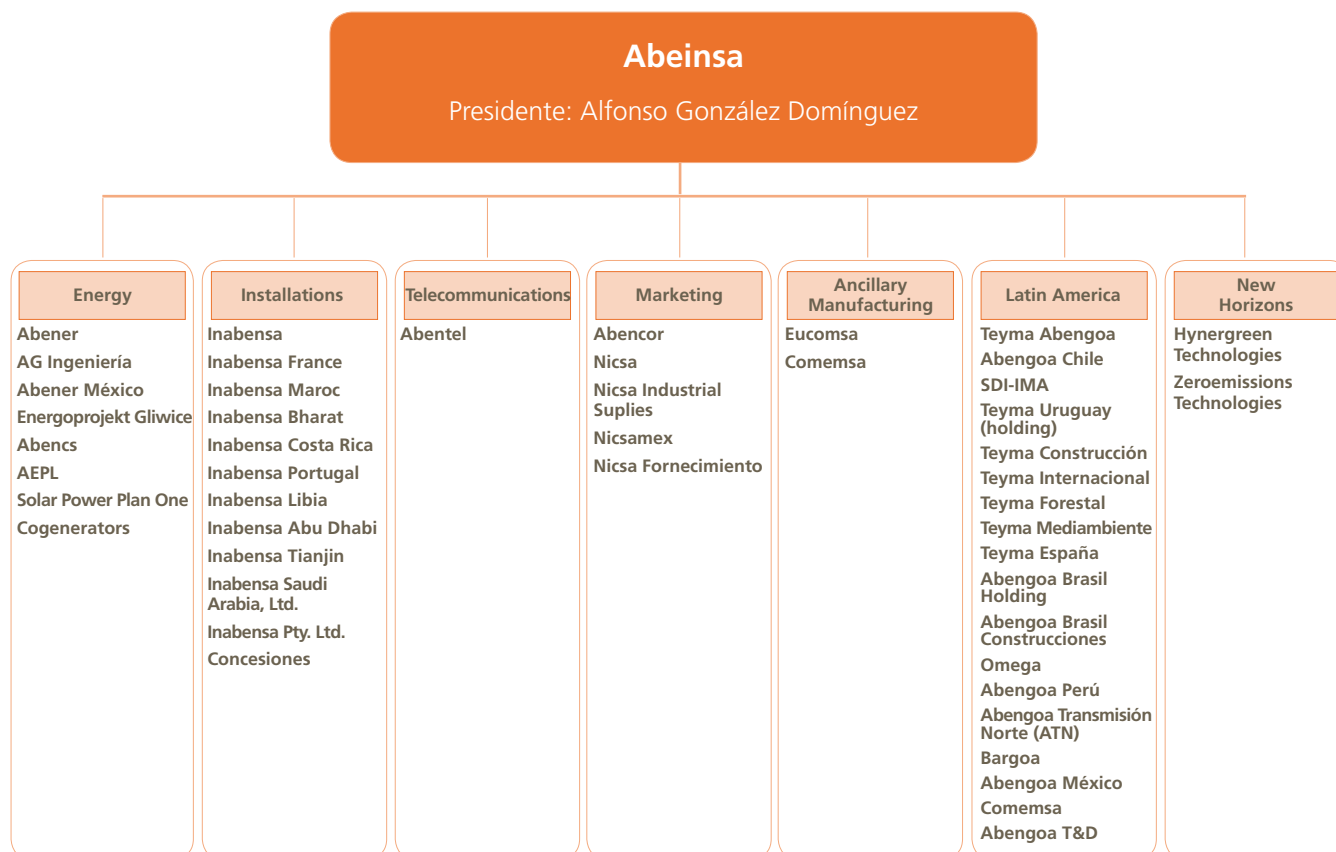 Abeinsa
Presidente: Alfonso González Domínguez
Energy
Abener
AG Ingeniería
Abener México
Energoprojekt Gliwice
Abencs
AEPL
Solar Power Plan One
Cogenerators
Installations
Inabensa
Inabensa France
Inabensa Maroc
Inabensa Bharat
Inabensa Costa Rica
Inabensa Portugal
Inabensa Libia
Inabensa Abu Dhabi
Inabensa Tianjin
Inabensa Saudi
Arabia, Ltd.
Inabensa Pty. Ltd.
Concesiones
Telecommunications
Abentel
Marketing
Abencor
Nicsa
Nicsa Industrial
Suplies
Nicsamex
Nicsa Fornecimiento
Ancillary
Manufacturing
Eucomsa
Comemsa
Latin America
Teyma Abengoa
Abengoa Chile
SDI-IMA
Teyma Uruguay
(holding)
Teyma Construcción
Teyma Internacional
Teyma Forestal
Teyma Mediambiente
Teyma España
Abengoa Brasil
Holding
Abengoa Brasil
Construcciones
Omega
Abengoa Perú
Abengoa Transmisión
Norte (ATN)
Bargoa
Abengoa México
Comemsa
Abengoa T&D
New
Horizons
Hynergreen
Technologies
Zeroemissions
Technologies